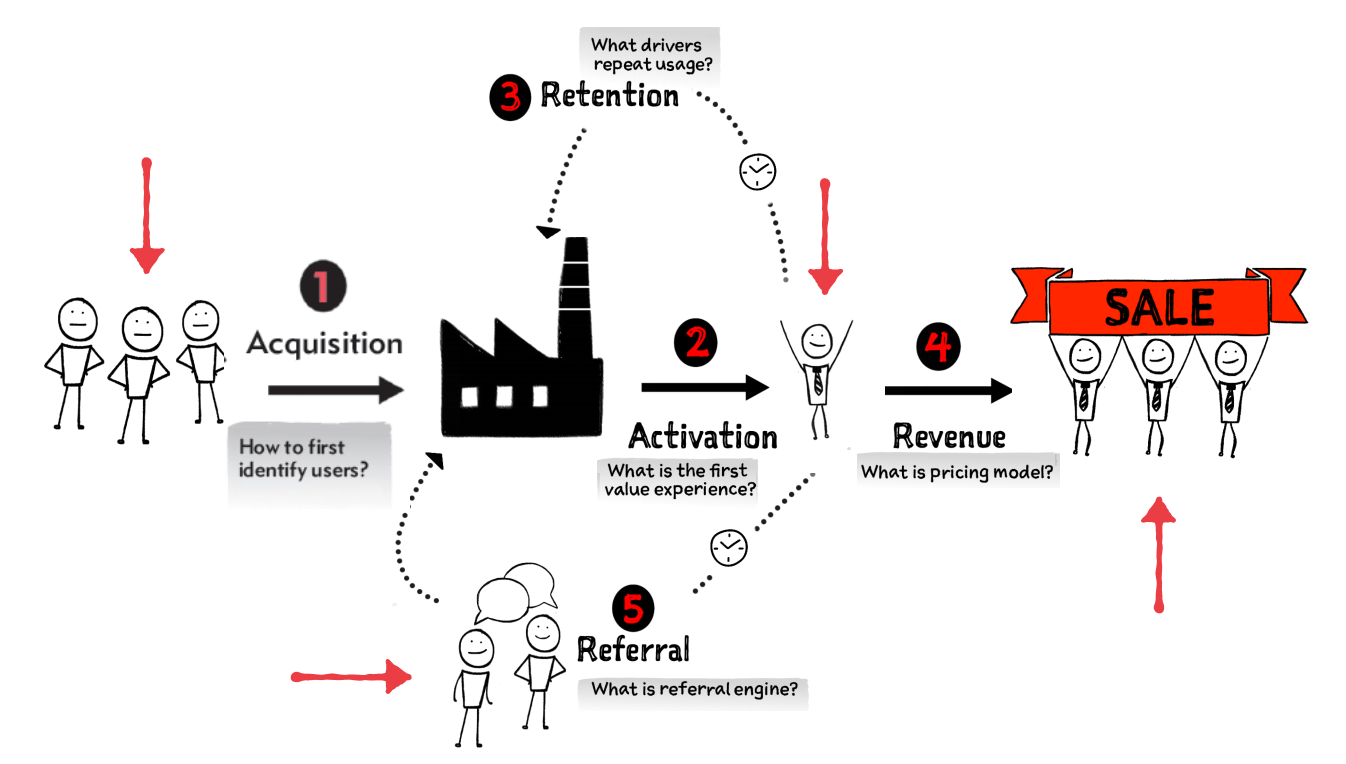 What drivers
repeat usage?
3 Retention
1
Acquisition
How to first
identify users?
2
Activation
What is the first
value experience?
4
Revenue
What is pricing model?
SALE
5
Referral
What is referral engine?